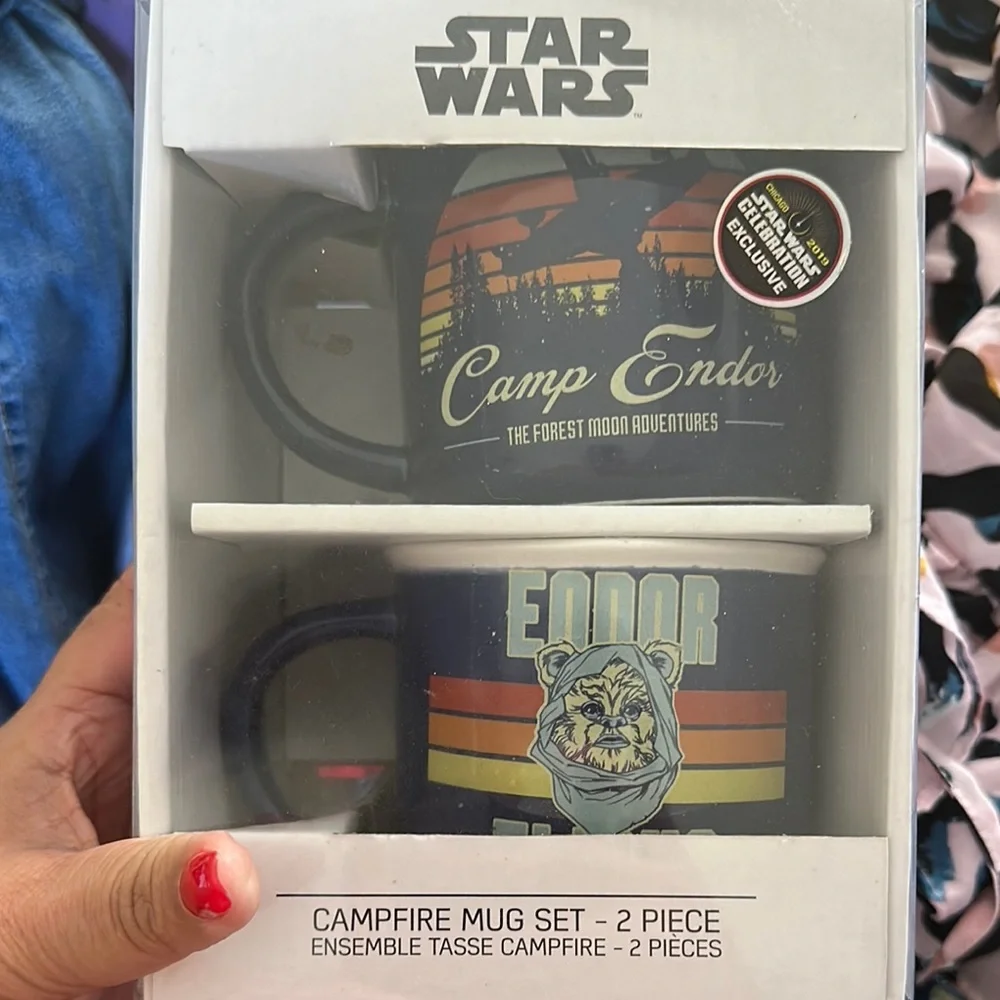 STAR
WARS
TM
CHICAGO 2019
STAR WARS
CELEBRATION
EXCLUSIVE
Camp Endor
THE FOREST MOON ADVENTURES
ENDOR
CAMPFIRE MUG SET – 2 PIECE
ENSEMBLE TASSE CAMPFIRE – 2 PIÈCES